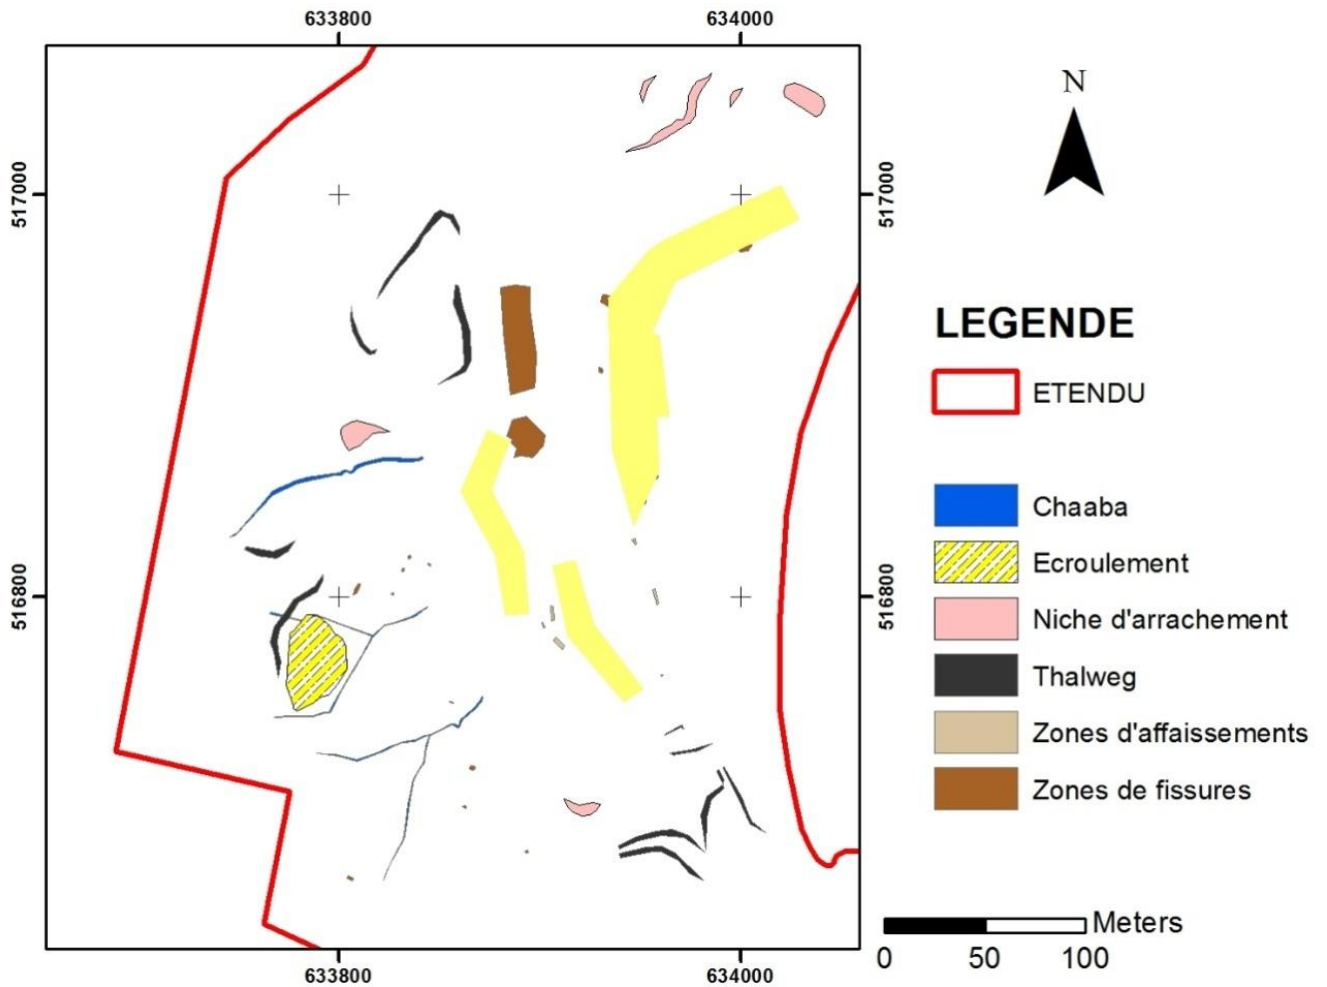 633800
634000
N
517000
517000
LEGENDE
ETENDU
Chaaba
Ecroulement
Niche d'arrachement
Thalweg
Zones d'affaissements
Zones de fissures
516800
516800
Meters
0 50 100
633800
634000